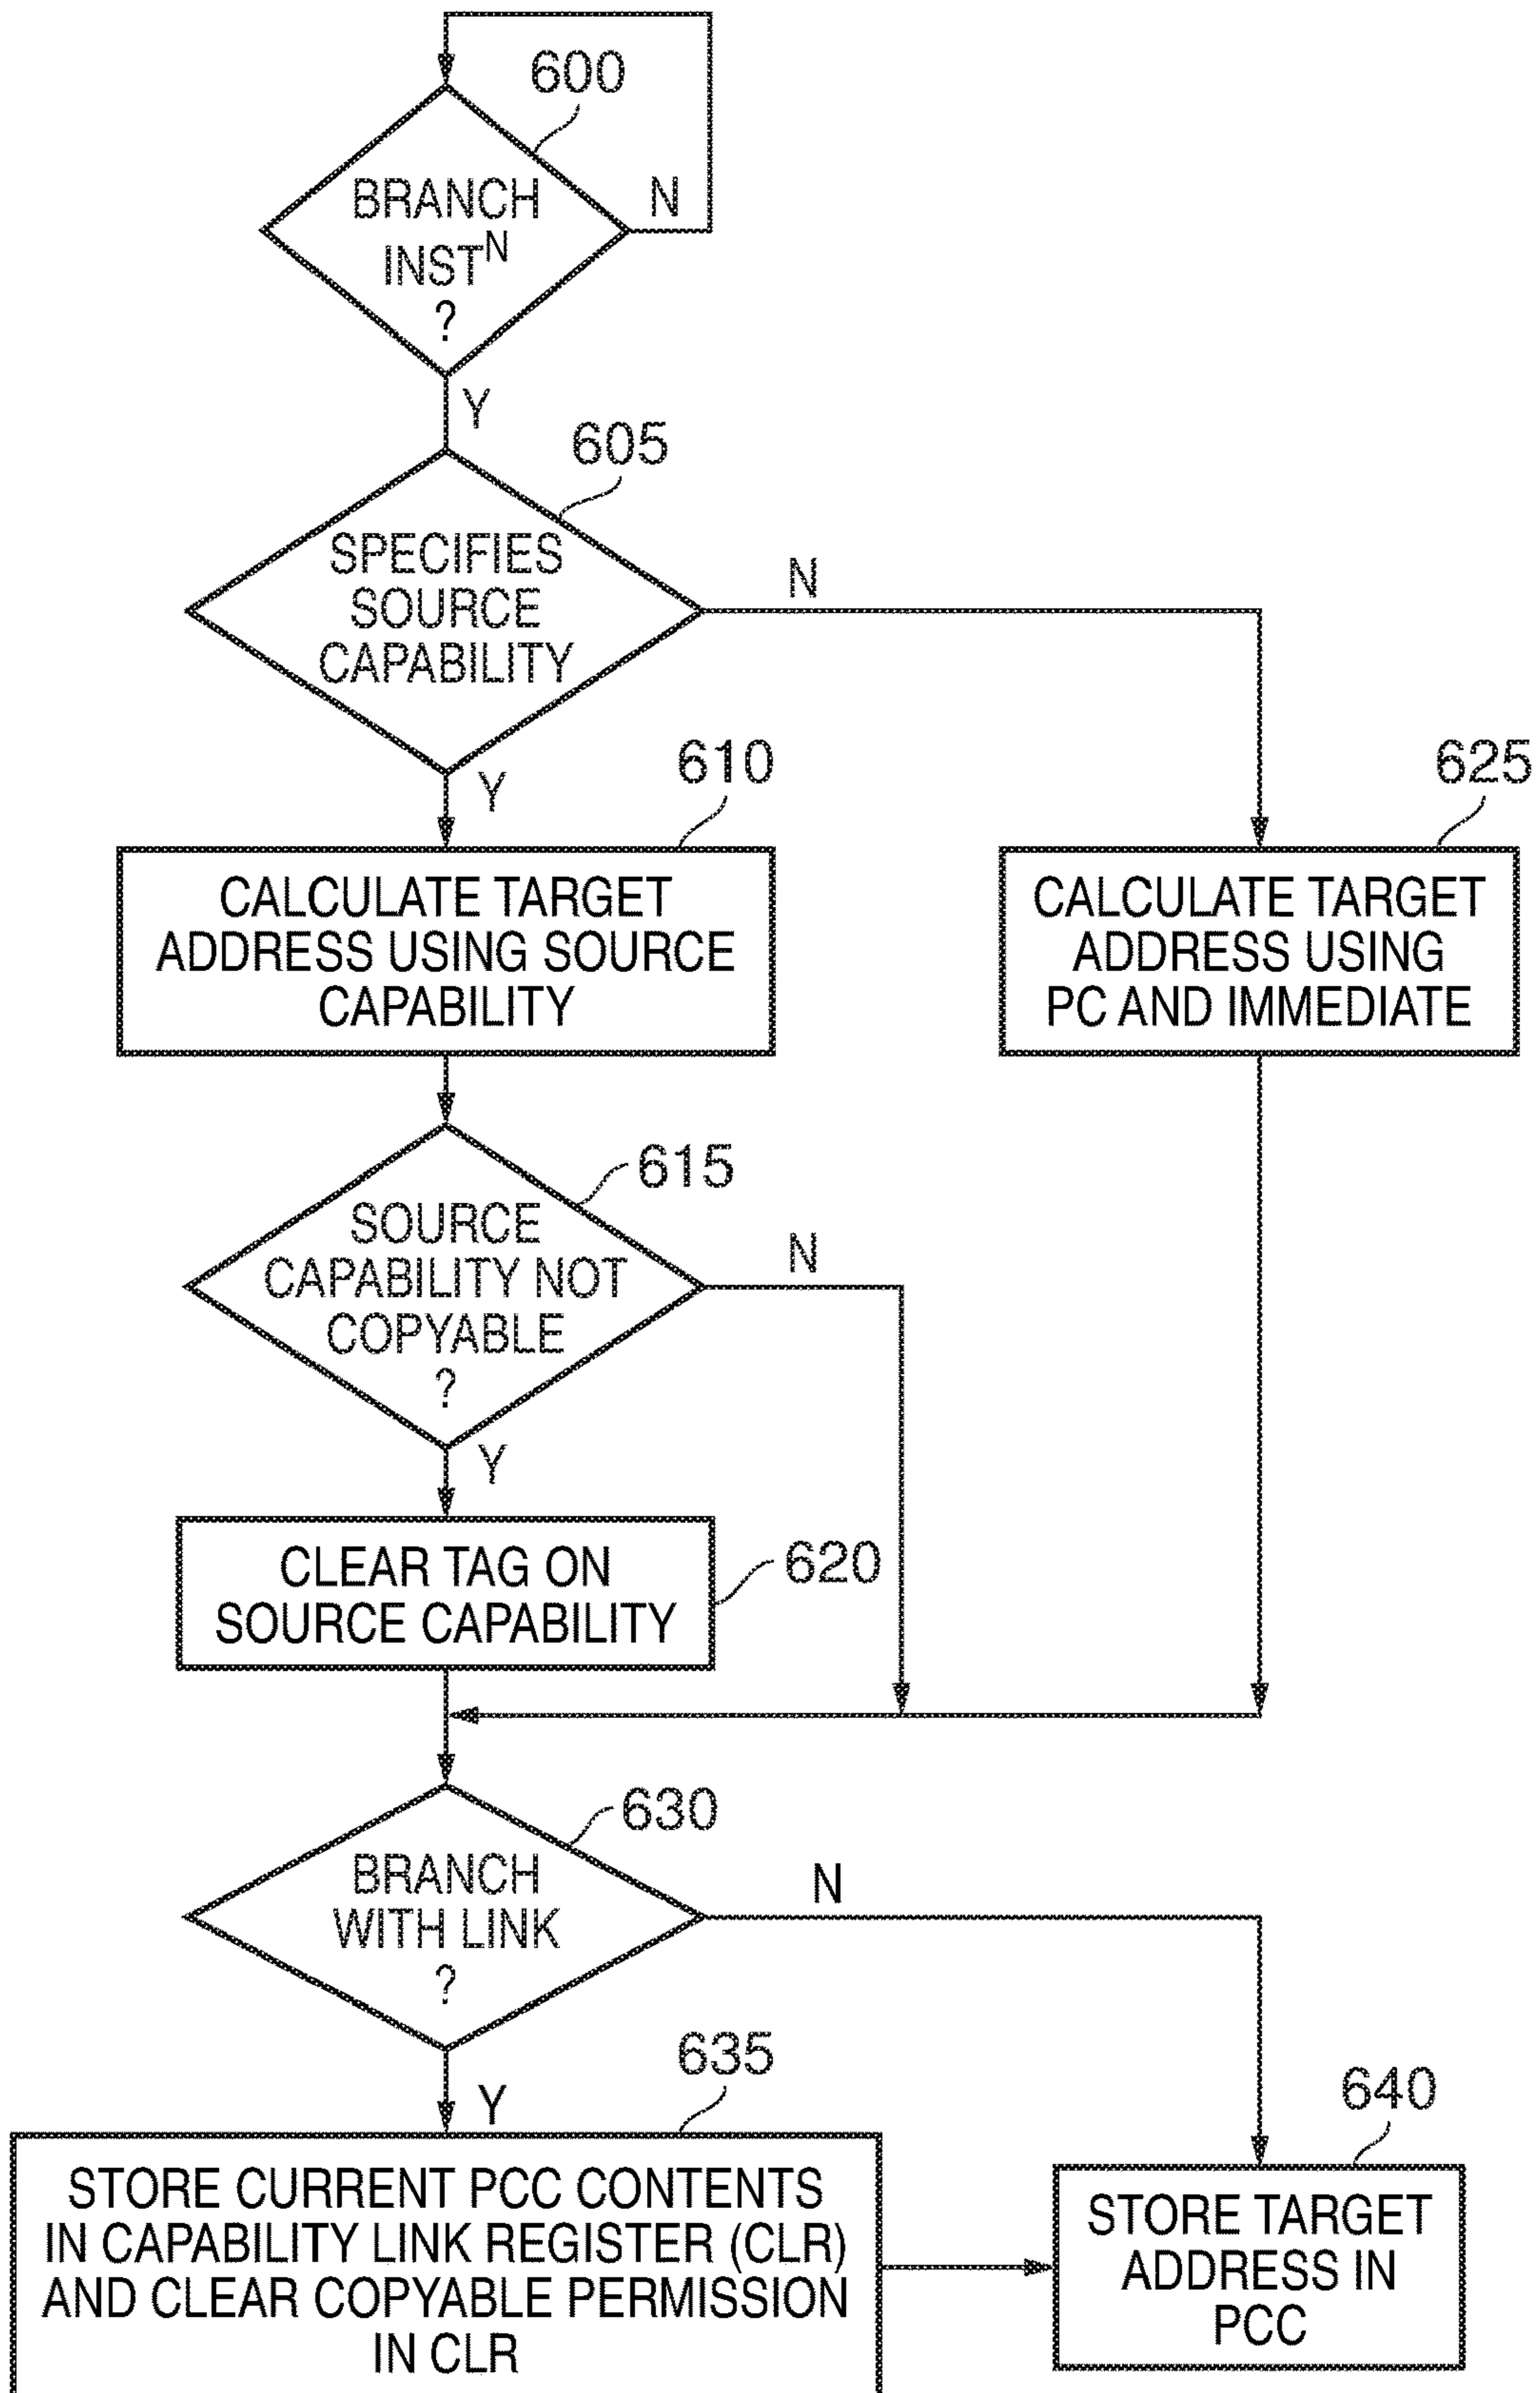 600
BRANCH
N
INST^N
?
Y
605
SPECIFIES
N
SOURCE
CAPABILITY
Y
610
625
CALCULATE TARGET
ADDRESS USING SOURCE
CAPABILITY
CALCULATE TARGET
ADDRESS USING
PC AND IMMEDIATE
615
SOURCE
CAPABILITY NOT
COPYABLE
?
N
Y
CLEAR TAG ON
SOURCE CAPABILITY
620
630
BRANCH
WITH LINK
?
N
Y
635
640
STORE CURRENT PCC CONTENTS
IN CAPABILITY LINK REGISTER (CLR)
AND CLEAR COPYABLE PERMISSION
IN CLR
STORE TARGET
ADDRESS IN
PCC